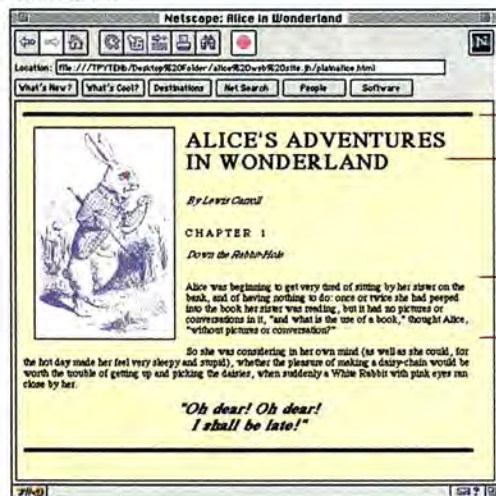 Netscape: Alice in Wonderland
N
Location: file:///TPYTEHb/Desktop%20Folder/alice%20web%20site.jh/plainalice.html
What's New? What's Cool? Destinations Net Search People Software
ALICE'S ADVENTURES
IN WONDERLAND
By Lewis Carroll
CHAPTER 1
Down the Rabbit-Hole
Alice was beginning to get very tired of sitting by her sister on the
bank, and of having nothing to do: once or twice she had peeped
into the book her sister was reading, but it had no pictures or
conversations in it, "and what is the use of a book," thought Alice,
"without pictures or conversation?"
So she was considering in her own mind (as well as she could, for
the hot day made her feel very sleepy and stupid), whether the pleasure of making a daisy-chain would be
worth the trouble of getting up and picking the daisies, when suddenly a White Rabbit with pink eyes ran
close by her.
"Oh dear! Oh dear!
I shall be late!"